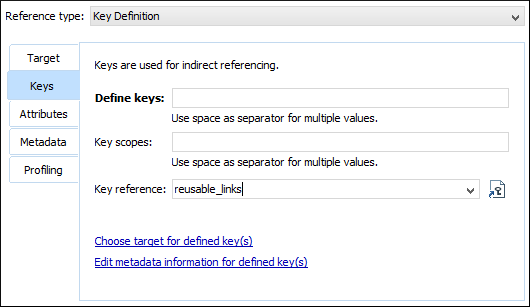 Reference type: Key Definition
Target
Keys
Attributes
Metadata
Profiling
Keys are used for indirect referencing.
Define keys:
Use space as separator for multiple values.
Key scopes:
Use space as separator for multiple values.
Key reference: reusable_links
Choose target for defined key(s)
Edit metadata information for defined key(s)